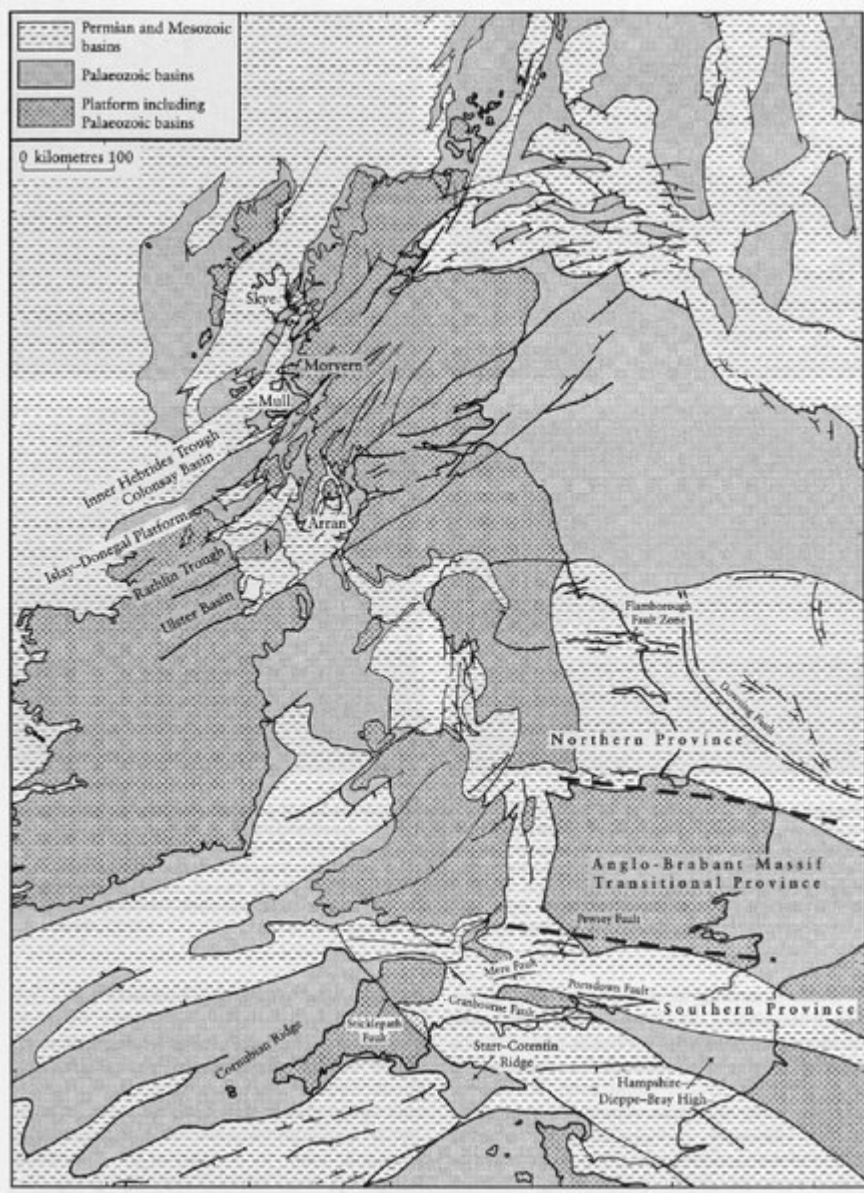 Permian and Mesozoic
basins
Palaeozoic basins
Platform including
Palaeozoic basins
0 kilometres 100
Skye
Morvern
Mull
Inner Hebrides Trough
Colonsay Basin
Arran
Islay–Donegal Platform
Rathlin Trough
Ulster Basin
Flamborough
Fault Zone
Dowsing Fault
Northern Province
Anglo-Brabant Massif
Transitional Province
Pewsey Fault
Mere Fault
Portsdown Fault
Cranbourne Fault
Southern Province
Sticklepath
Fault
Cornubian Ridge
Start–Cotentin
Ridge
Hampshire–
Dieppe–Bray High